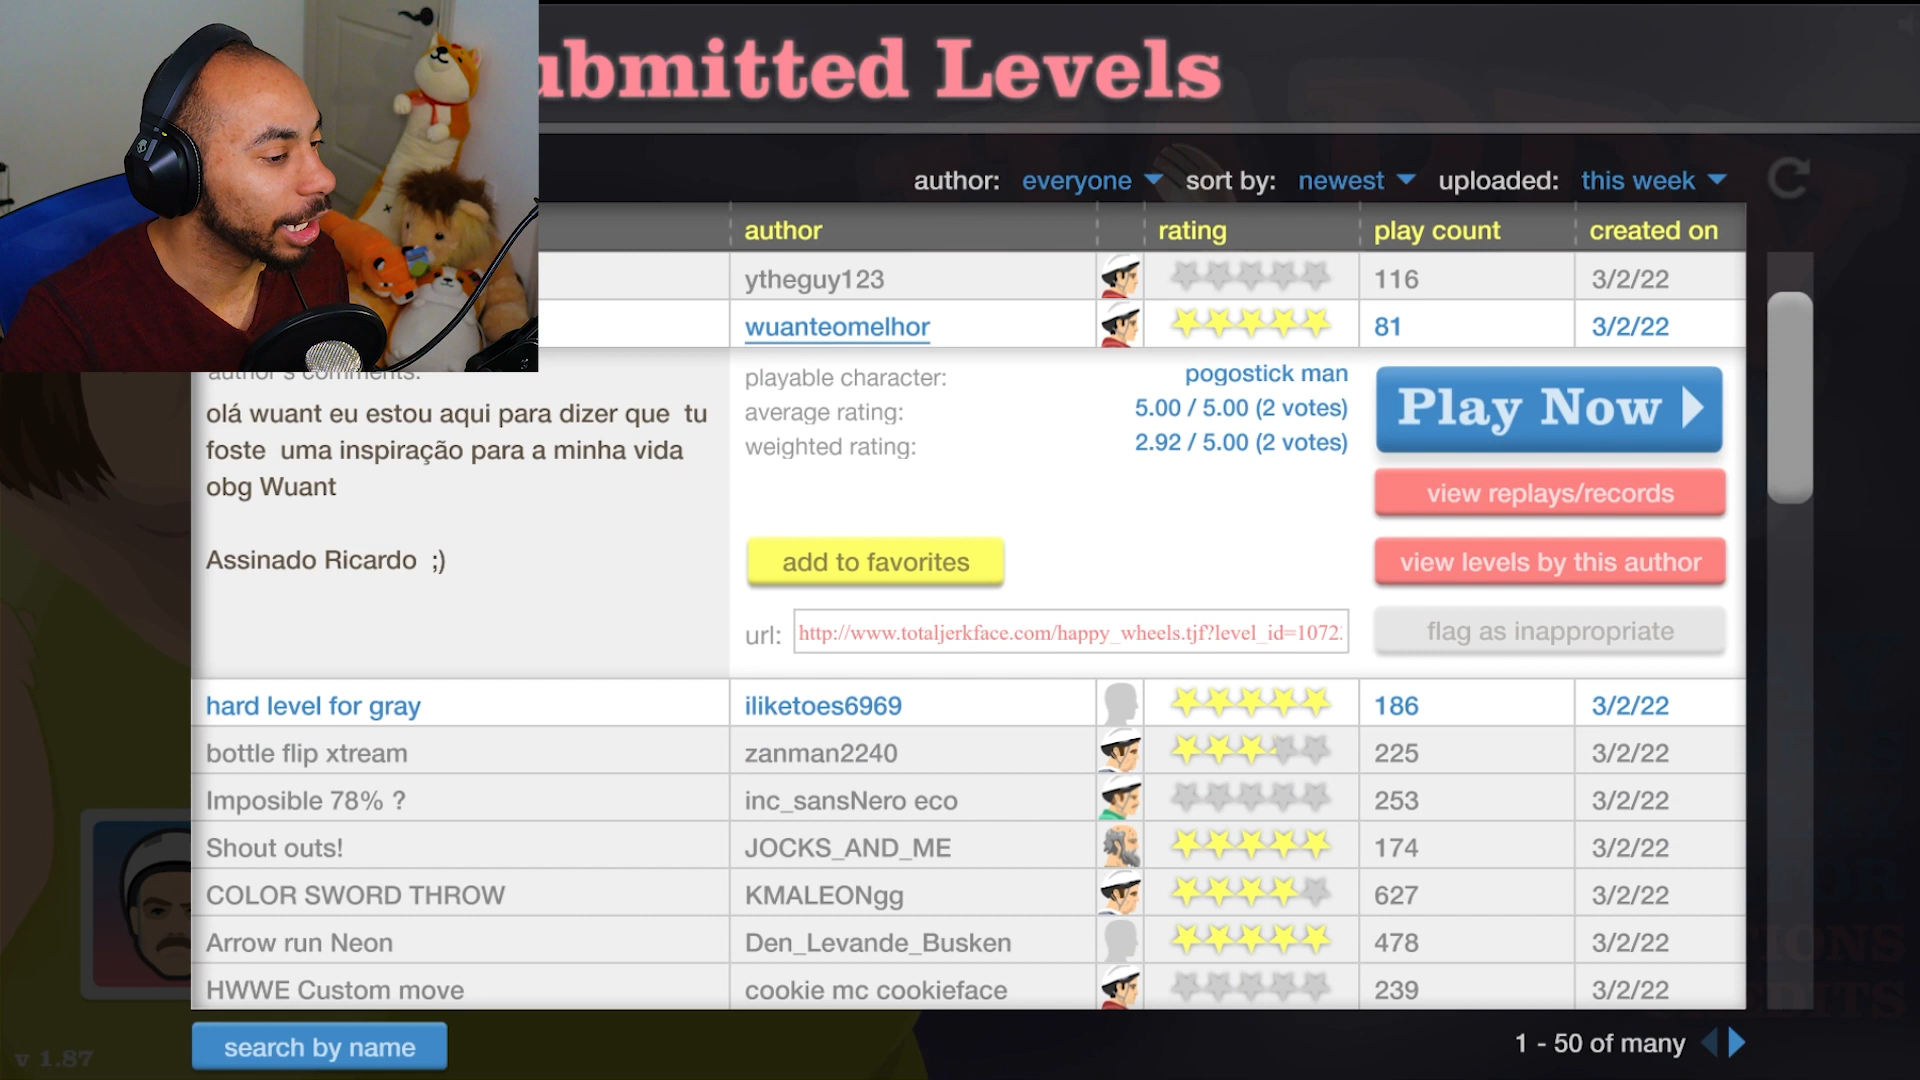 ubmitted Levels
author: everyone sort by: newest uploaded: this week
author rating play count created on
ytheguy123 116 3/2/22
wuanteomelhor 81 3/2/22
author's comments:
olá wuant eu estou aqui para dizer que tu
foste uma inspiração para a minha vida
obg Wuant
Assinado Ricardo ;)
playable character: pogostick man
average rating: 5.00 / 5.00 (2 votes)
weighted rating: 2.92 / 5.00 (2 votes)
Play Now
view replays/records
add to favorites
view levels by this author
url: http://www.totaljerkface.com/happy_wheels.tjf?level_id=1072
flag as inappropriate
hard level for gray iliketoes6969 186 3/2/22
bottle flip xtream zanman2240 225 3/2/22
Imposible 78% ? inc_sansNero eco 253 3/2/22
Shout outs! JOCKS_AND_ME 174 3/2/22
COLOR SWORD THROW KMALEONgg 627 3/2/22
Arrow run Neon Den_Levande_Busken 478 3/2/22
HWWE Custom move cookie mc cookieface 239 3/2/22
search by name
1 - 50 of many
v 1.87